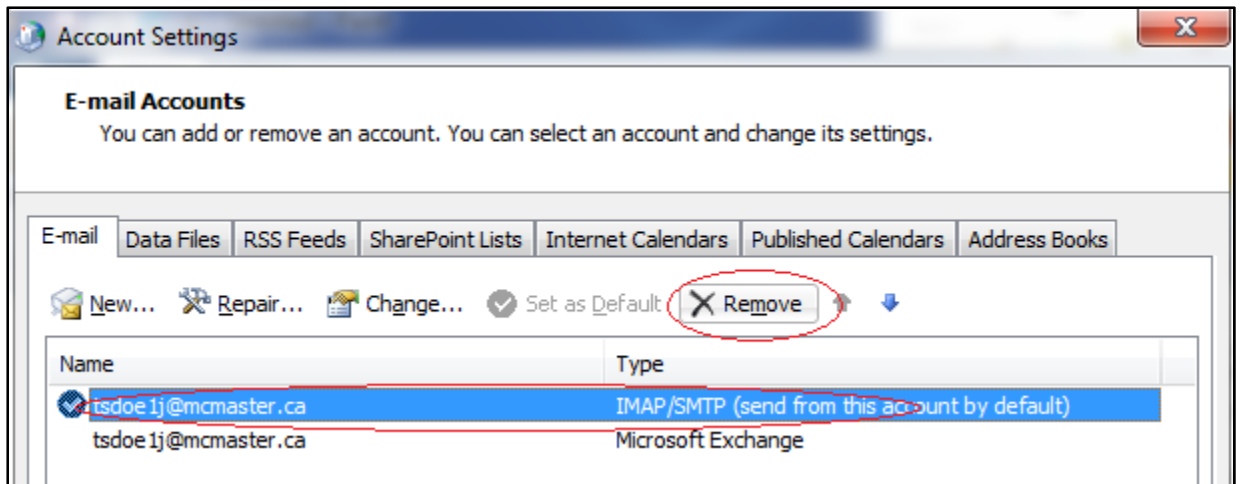 Account Settings
E-mail Accounts
You can add or remove an account. You can select an account and change its settings.
E-mail Data Files RSS Feeds SharePoint Lists Internet Calendars Published Calendars Address Books
New... Repair... Change... Set as Default Remove
Name Type
tsdoe1j@mcmaster.ca IMAP/SMTP (send from this account by default)
tsdoe1j@mcmaster.ca Microsoft Exchange